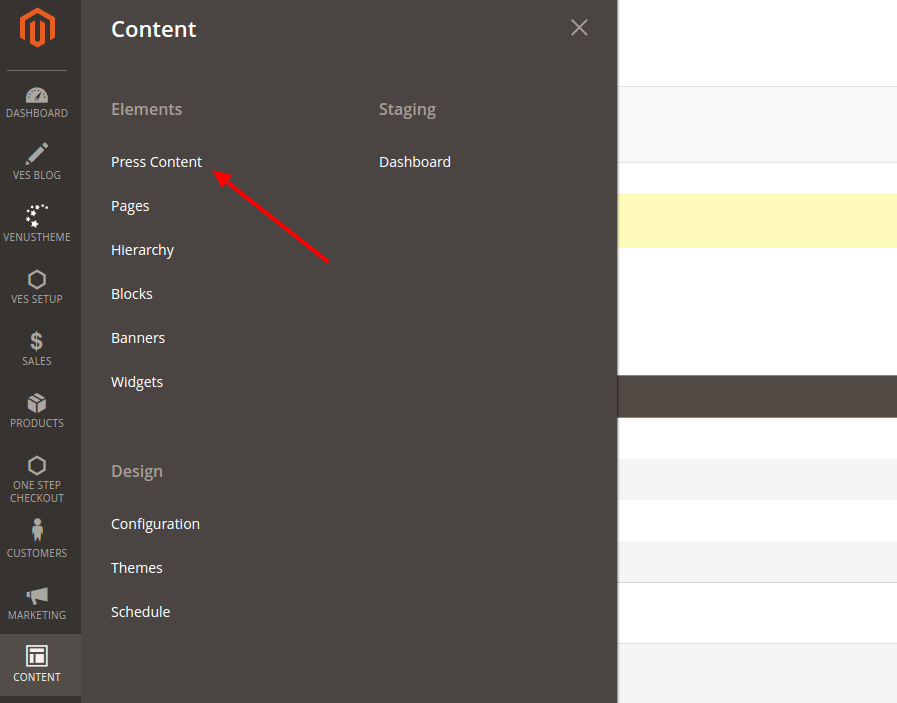 DASHBOARD
VES BLOG
VENUSTHEME
VES SETUP
SALES
PRODUCTS
ONE STEP
CHECKOUT
CUSTOMERS
MARKETING
CONTENT
Content
Elements
Press Content
Pages
Hierarchy
Blocks
Banners
Widgets
Design
Configuration
Themes
Schedule
Staging
Dashboard